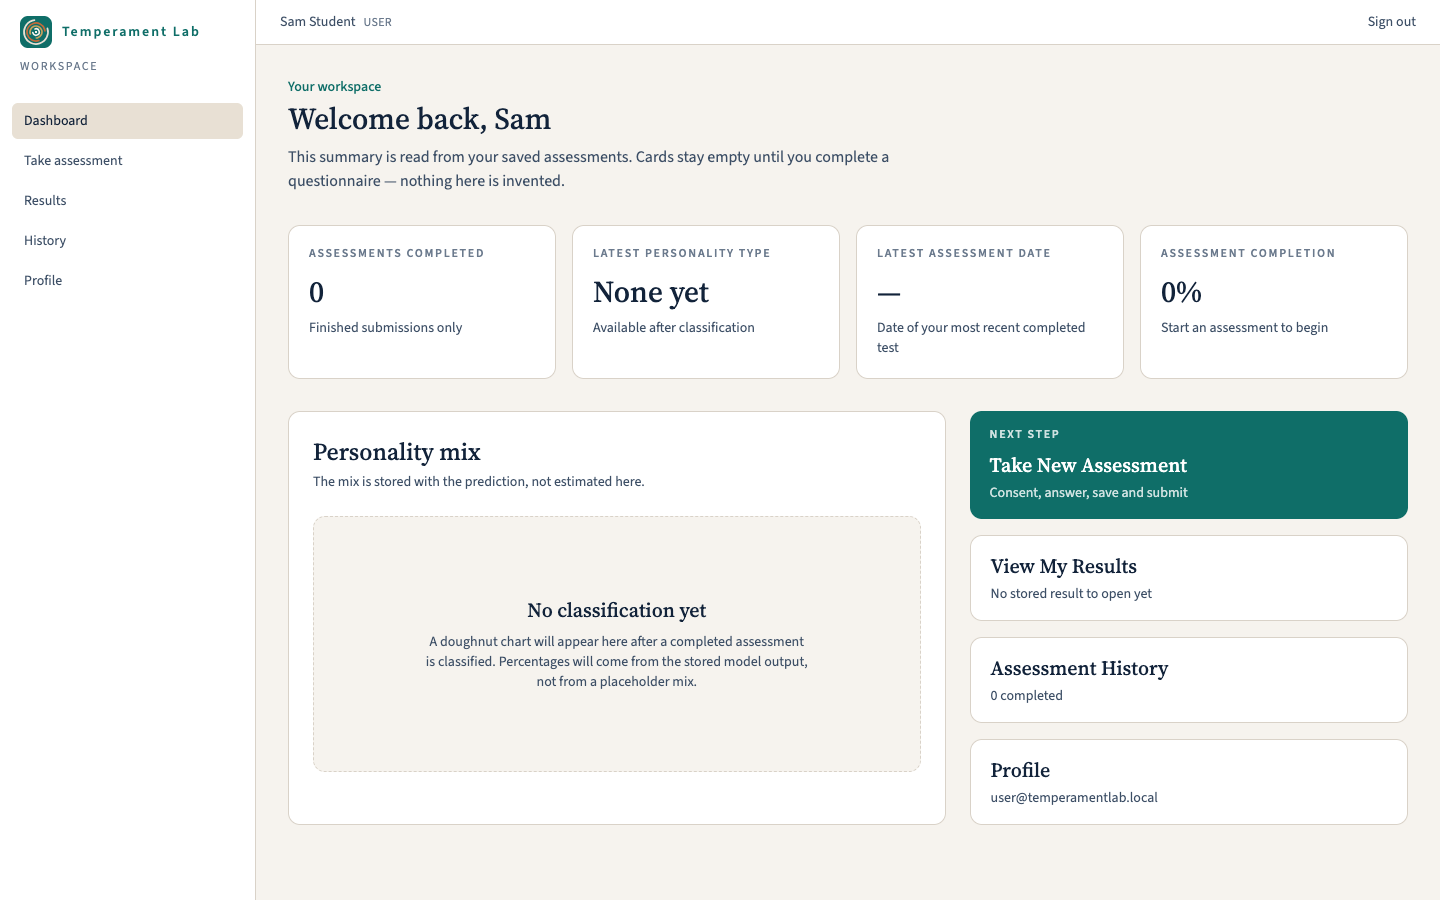 Temperament Lab
WORKSPACE
Dashboard
Take assessment
Results
History
Profile
Sam Student USER
Sign out
Your workspace
Welcome back, Sam
This summary is read from your saved assessments. Cards stay empty until you complete a
questionnaire — nothing here is invented.
ASSESSMENTS COMPLETED
0
Finished submissions only
LATEST PERSONALITY TYPE
None yet
Available after classification
LATEST ASSESSMENT DATE
—
Date of your most recent completed
test
ASSESSMENT COMPLETION
0%
Start an assessment to begin
Personality mix
The mix is stored with the prediction, not estimated here.
No classification yet
A doughnut chart will appear here after a completed assessment
is classified. Percentages will come from the stored model output,
not from a placeholder mix.
NEXT STEP
Take New Assessment
Consent, answer, save and submit
View My Results
No stored result to open yet
Assessment History
0 completed
Profile
user@temperamentlab.local